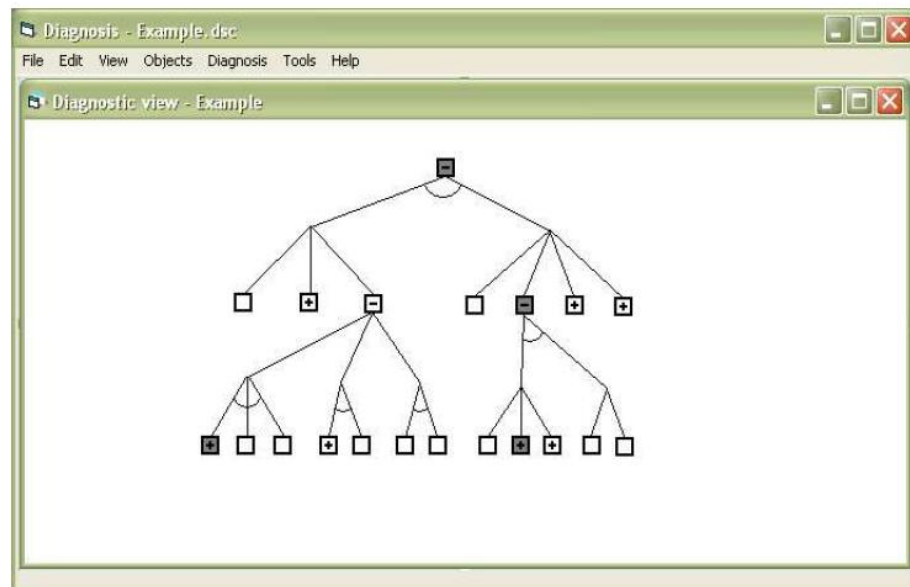 Diagnosis - Example.dsc
File Edit View Objects Diagnosis Tools Help
Diagnostic view - Example